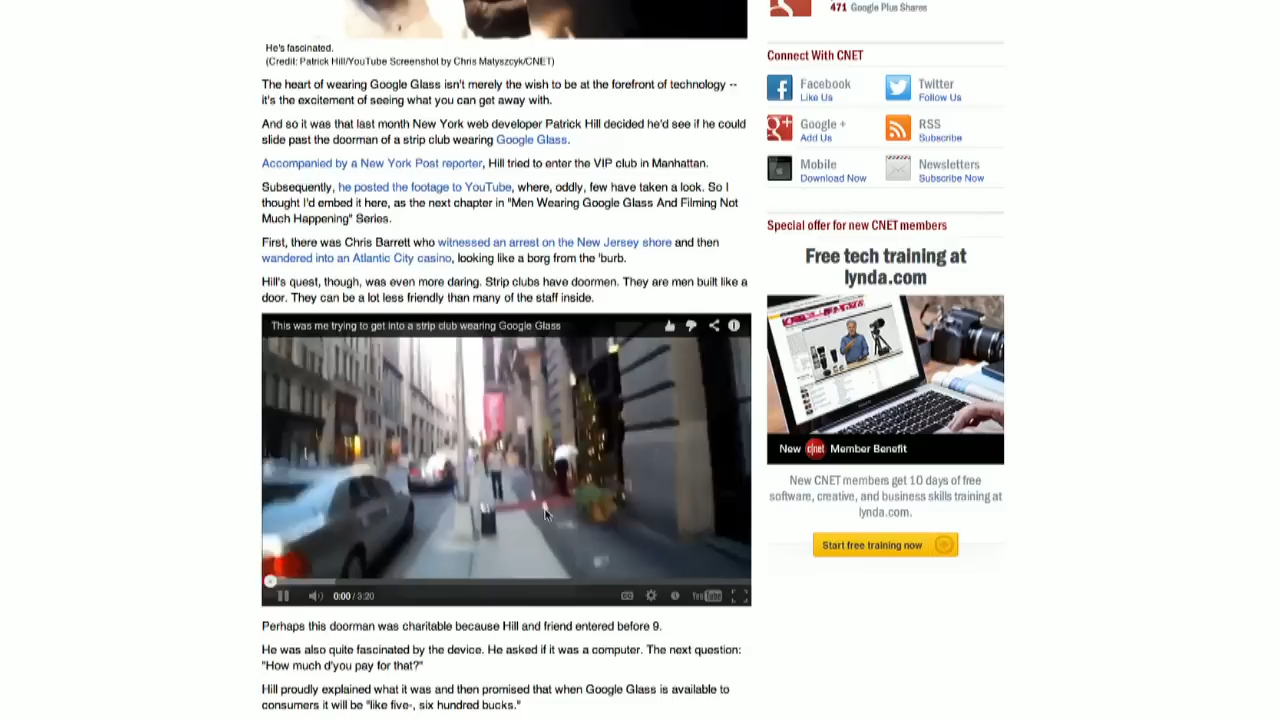 471 Google Plus Shares
He's fascinated.
(Credit: Patrick Hill/YouTube Screenshot by Chris Matyszczyk/CNET)
The heart of wearing Google Glass isn't merely the wish to be at the forefront of technology --
it's the excitement of seeing what you can get away with.
And so it was that last month New York web developer Patrick Hill decided he'd see if he could
slide past the doorman of a strip club wearing Google Glass.
Accompanied by a New York Post reporter, Hill tried to enter the VIP club in Manhattan.
Subsequently, he posted the footage to YouTube, where, oddly, few have taken a look. So I
thought I'd embed it here, as the next chapter in "Men Wearing Google Glass And Filming Not
Much Happening" Series.
First, there was Chris Barrett who witnessed an arrest on the New Jersey shore and then
wandered into an Atlantic City casino, looking like a borg from the 'burb.
Hill's quest, though, was even more daring. Strip clubs have doormen. They are men built like a
door. They can be a lot less friendly than many of the staff inside.
This was me trying to get into a strip club wearing Google Glass
0:00 / 3:20
CC
YouTube
Perhaps this doorman was charitable because Hill and friend entered before 9.
He was also quite fascinated by the device. He asked if it was a computer. The next question:
"How much d'you pay for that?"
Hill proudly explained what it was and then promised that when Google Glass is available to
consumers it will be "like five-, six hundred bucks."
Connect With CNET
Facebook
Like Us
Twitter
Follow Us
Google +
Add Us
RSS
Subscribe
Mobile
Download Now
Newsletters
Subscribe Now
Special offer for new CNET members
Free tech training at
lynda.com
New c|net Member Benefit
New CNET members get 10 days of free
software, creative, and business skills training at
lynda.com.
Start free training now